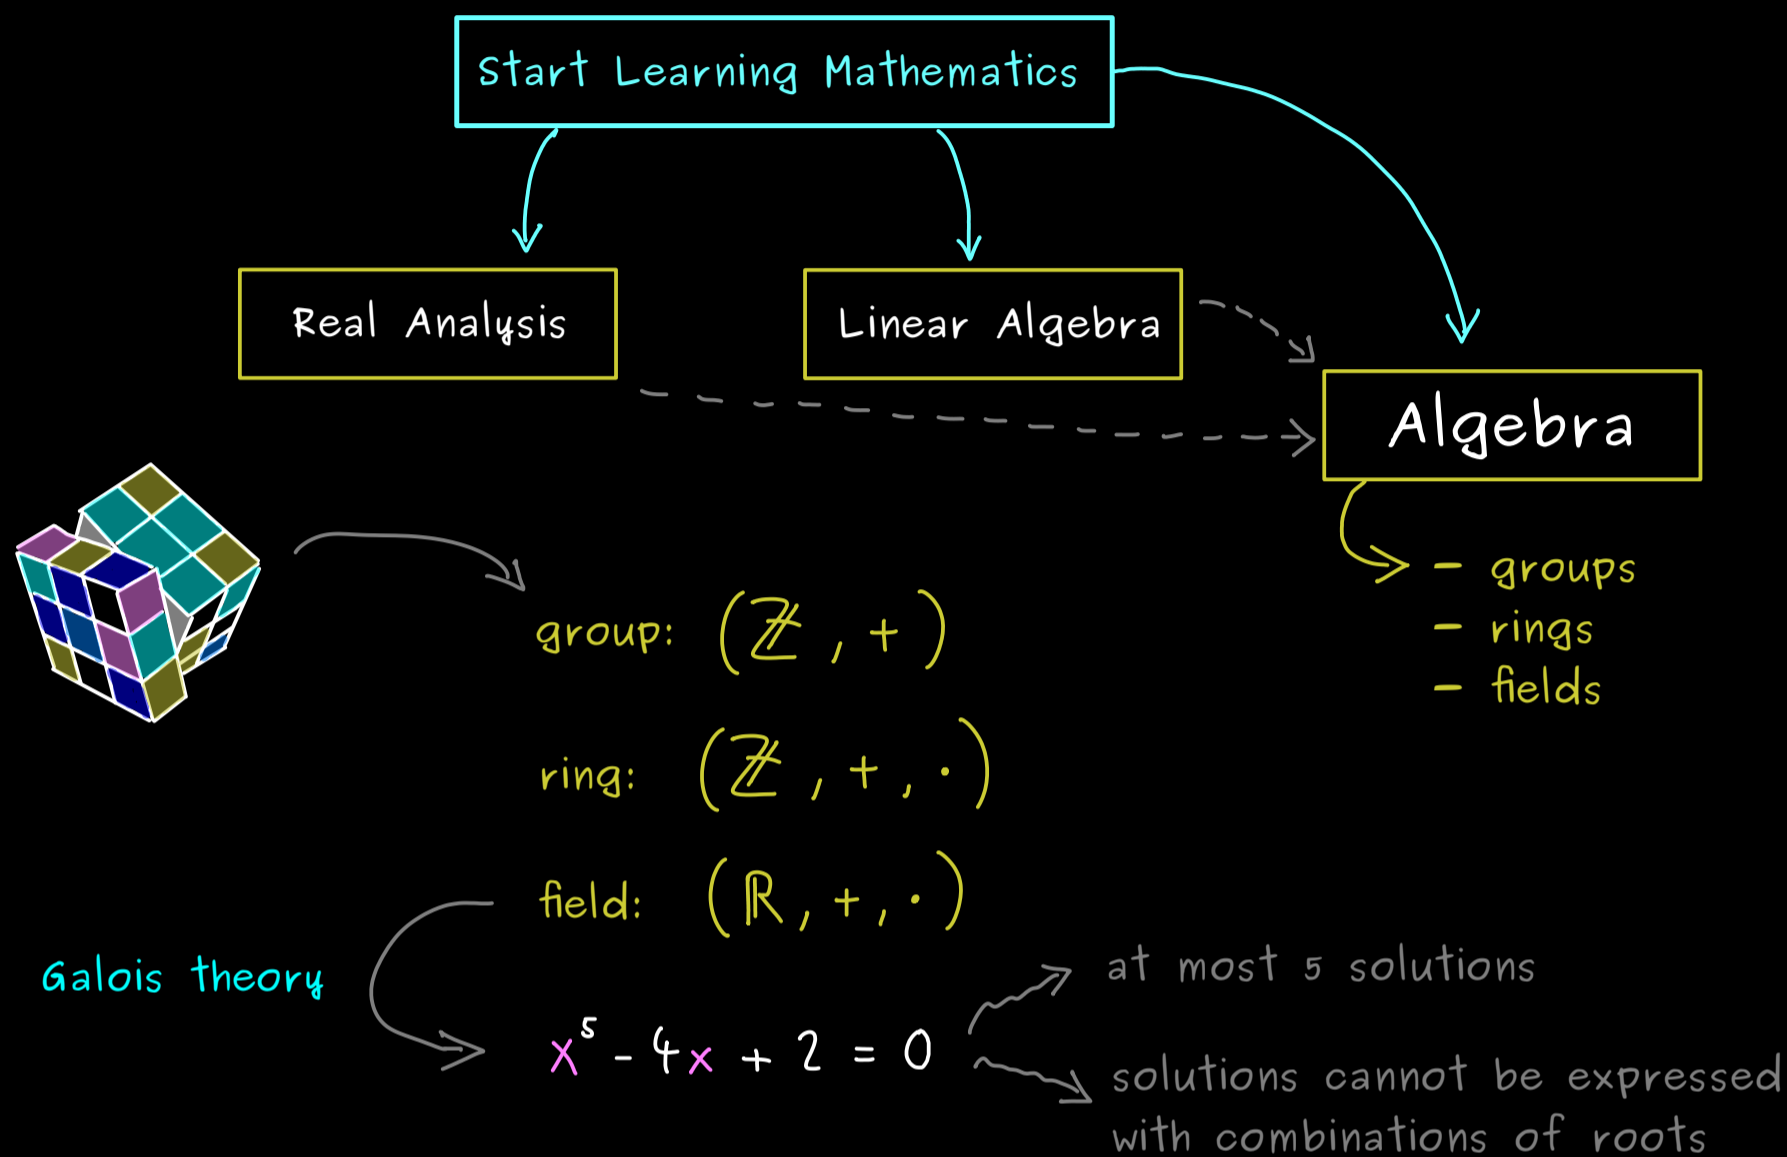 Start Learning Mathematics
Real Analysis
Linear Algebra
Algebra
- groups
- rings
- fields
group: (ℤ, +)
ring: (ℤ, +, ·)
field: (ℝ, +, ·)
Galois theory
x⁵ - 4x + 2 = 0
at most 5 solutions
solutions cannot be expressed
with combinations of roots